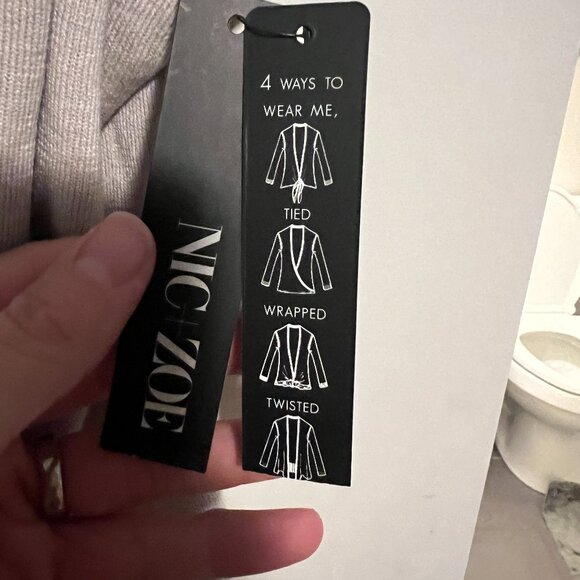 NIC+ZOE
4 WAYS TO
WEAR ME,
TIED
WRAPPED
TWISTED